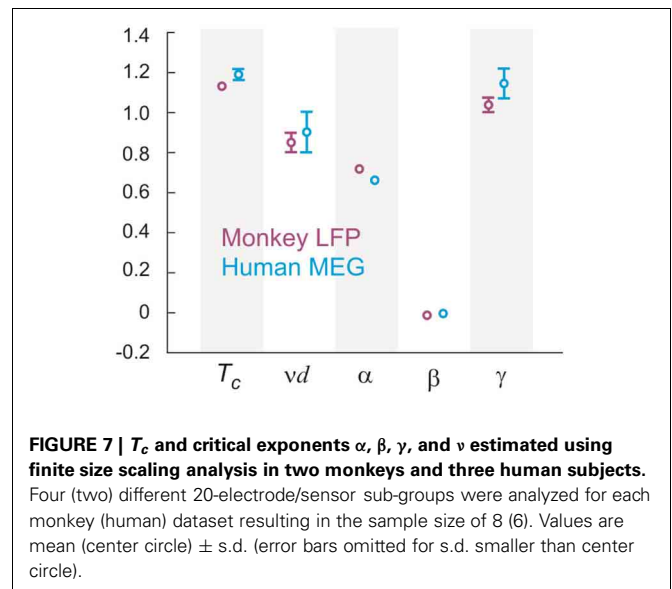 1.4
1.2
1.0
0.8
0.6
0.4
0.2
0
-0.2
Monkey LFP
Human MEG
Tc νd α β γ
FIGURE 7 | Tc and critical exponents α, β, γ, and ν estimated using
finite size scaling analysis in two monkeys and three human subjects.
Four (two) different 20-electrode/sensor sub-groups were analyzed for each
monkey (human) dataset resulting in the sample size of 8 (6). Values are
mean (center circle) ± s.d. (error bars omitted for s.d. smaller than center
circle).